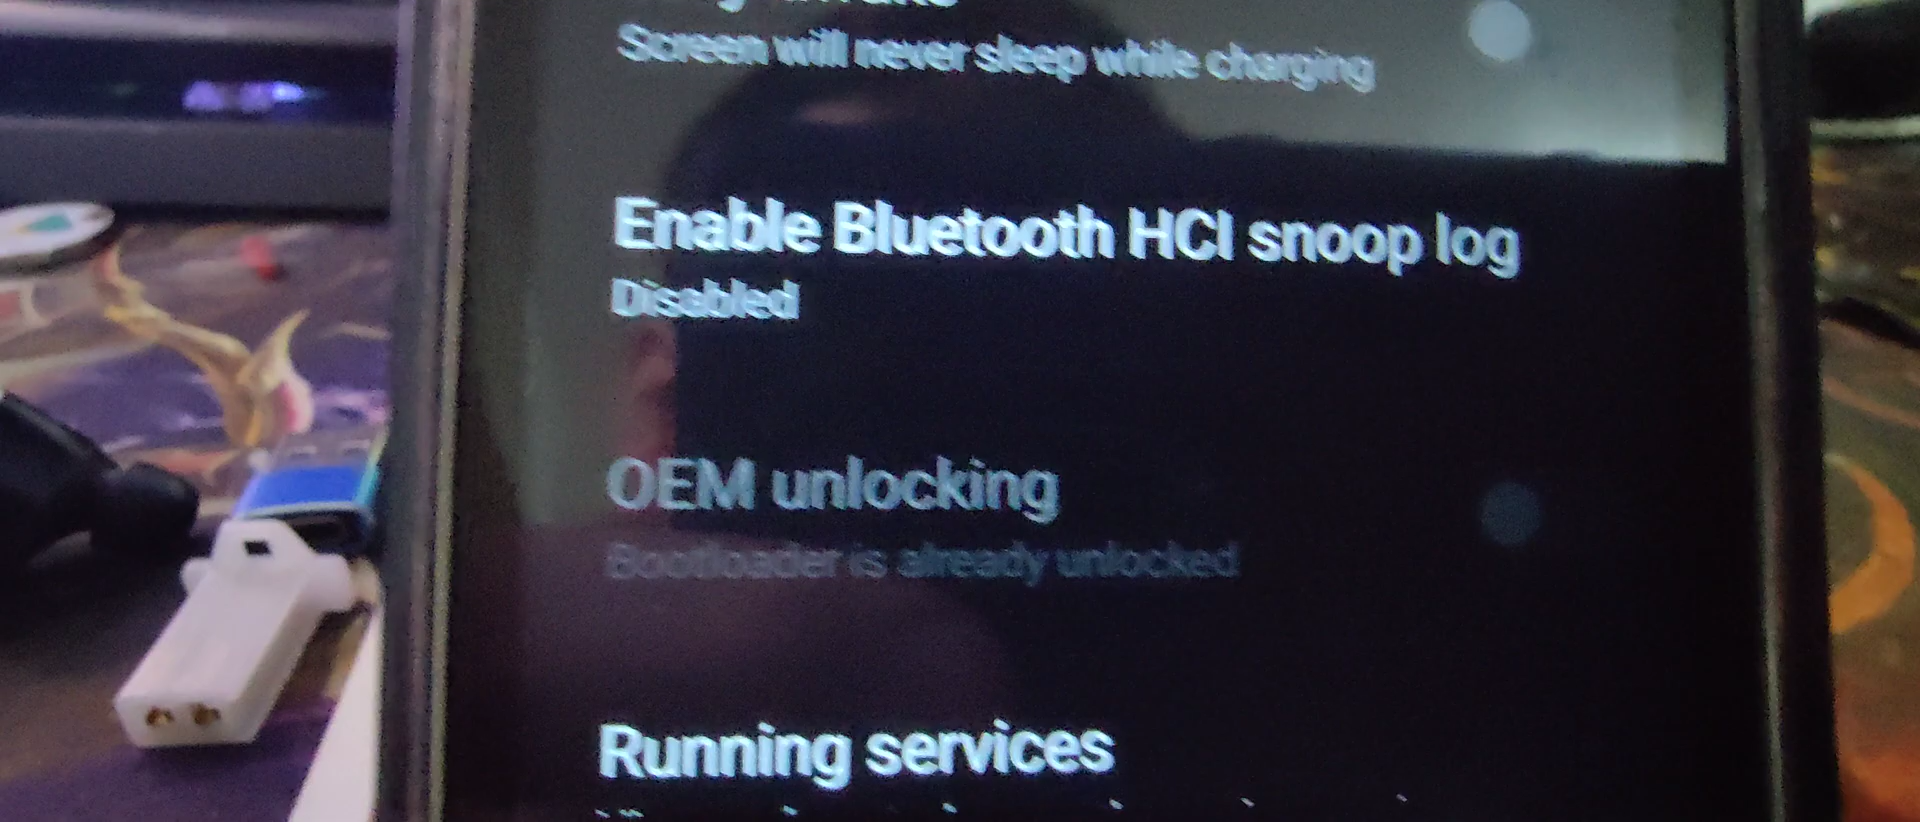 Screen will never sleep while charging
Enable Bluetooth HCI snoop log
Disabled
OEM unlocking
Bootloader is already unlocked
Running services